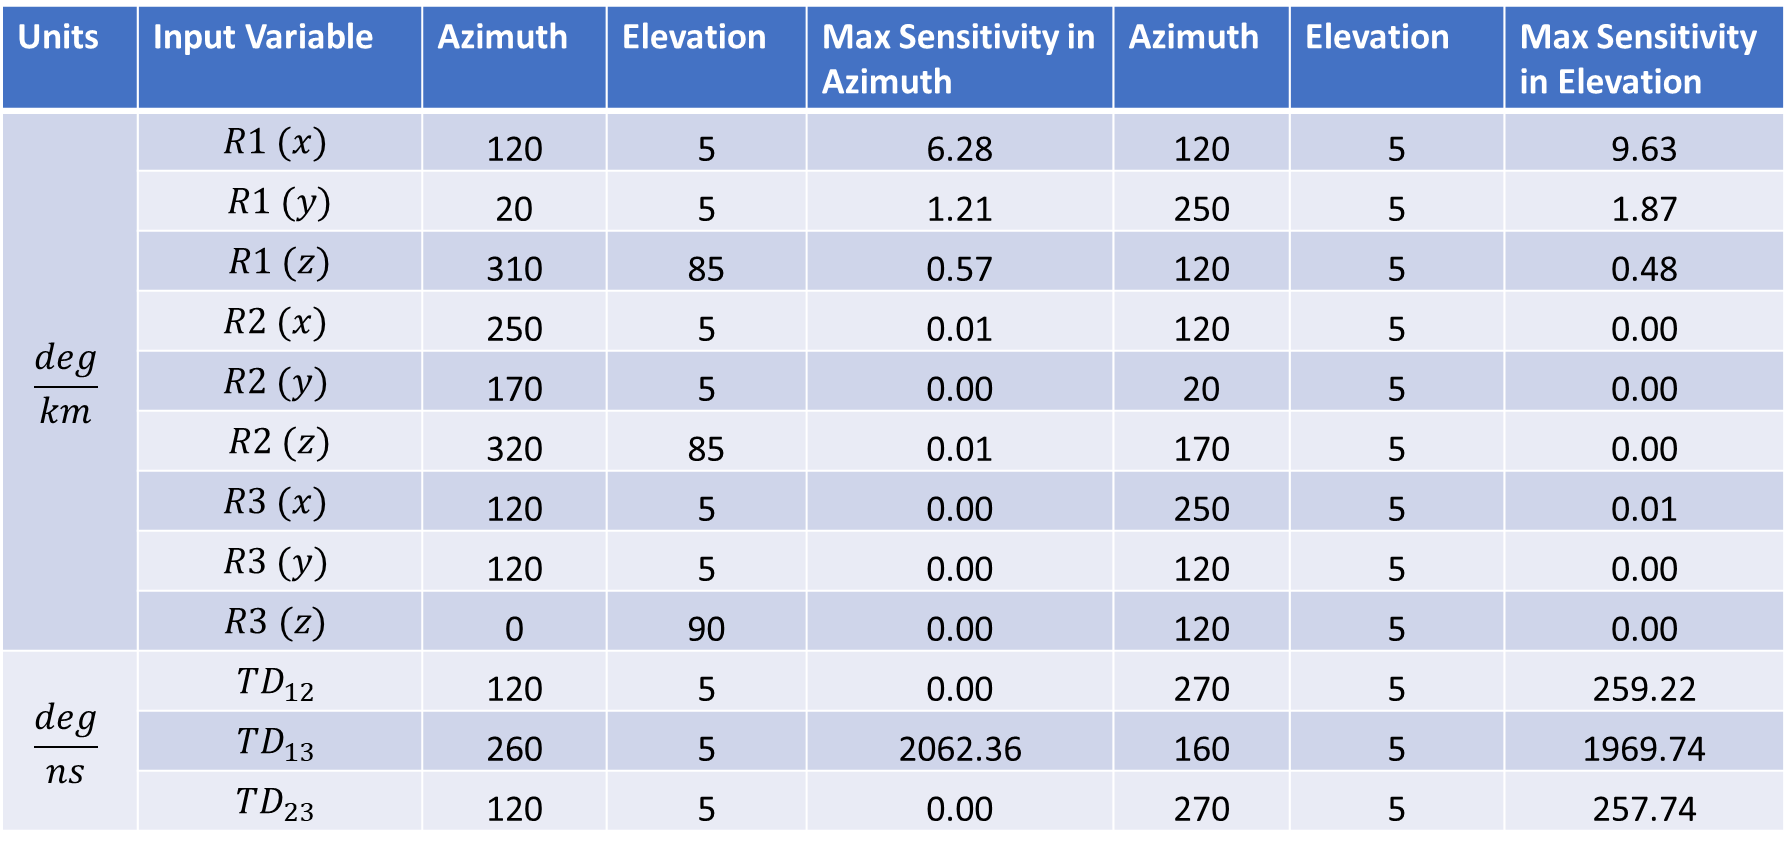 Units Input Variable Azimuth Elevation Max Sensitivity in Azimuth Azimuth Elevation Max Sensitivity in Elevation
R1 (x) 120 5 6.28 120 5 9.63
R1 (y) 20 5 1.21 250 5 1.87
R1 (z) 310 85 0.57 120 5 0.48
R2 (x) 250 5 0.01 120 5 0.00
deg/km R2 (y) 170 5 0.00 20 5 0.00
R2 (z) 320 85 0.01 170 5 0.00
R3 (x) 120 5 0.00 250 5 0.01
R3 (y) 120 5 0.00 120 5 0.00
R3 (z) 0 90 0.00 120 5 0.00
TD₁₂ 120 5 0.00 270 5 259.22
deg/ns TD₁₃ 260 5 2062.36 160 5 1969.74
TD₂₃ 120 5 0.00 270 5 257.74